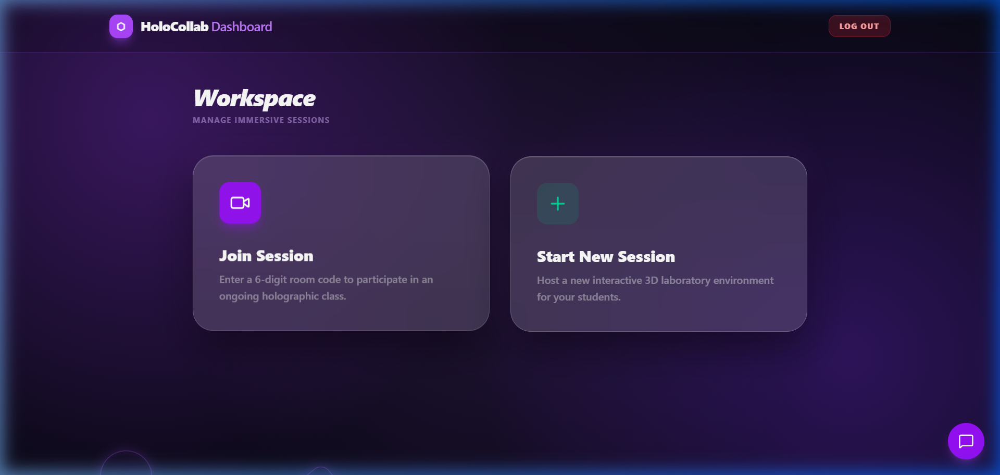 HoloCollab Dashboard
LOG OUT
Workspace
MANAGE IMMERSIVE SESSIONS
Join Session
Enter a 6-digit room code to participate in an
ongoing holographic class.
Start New Session
Host a new interactive 3D laboratory environment
for your students.